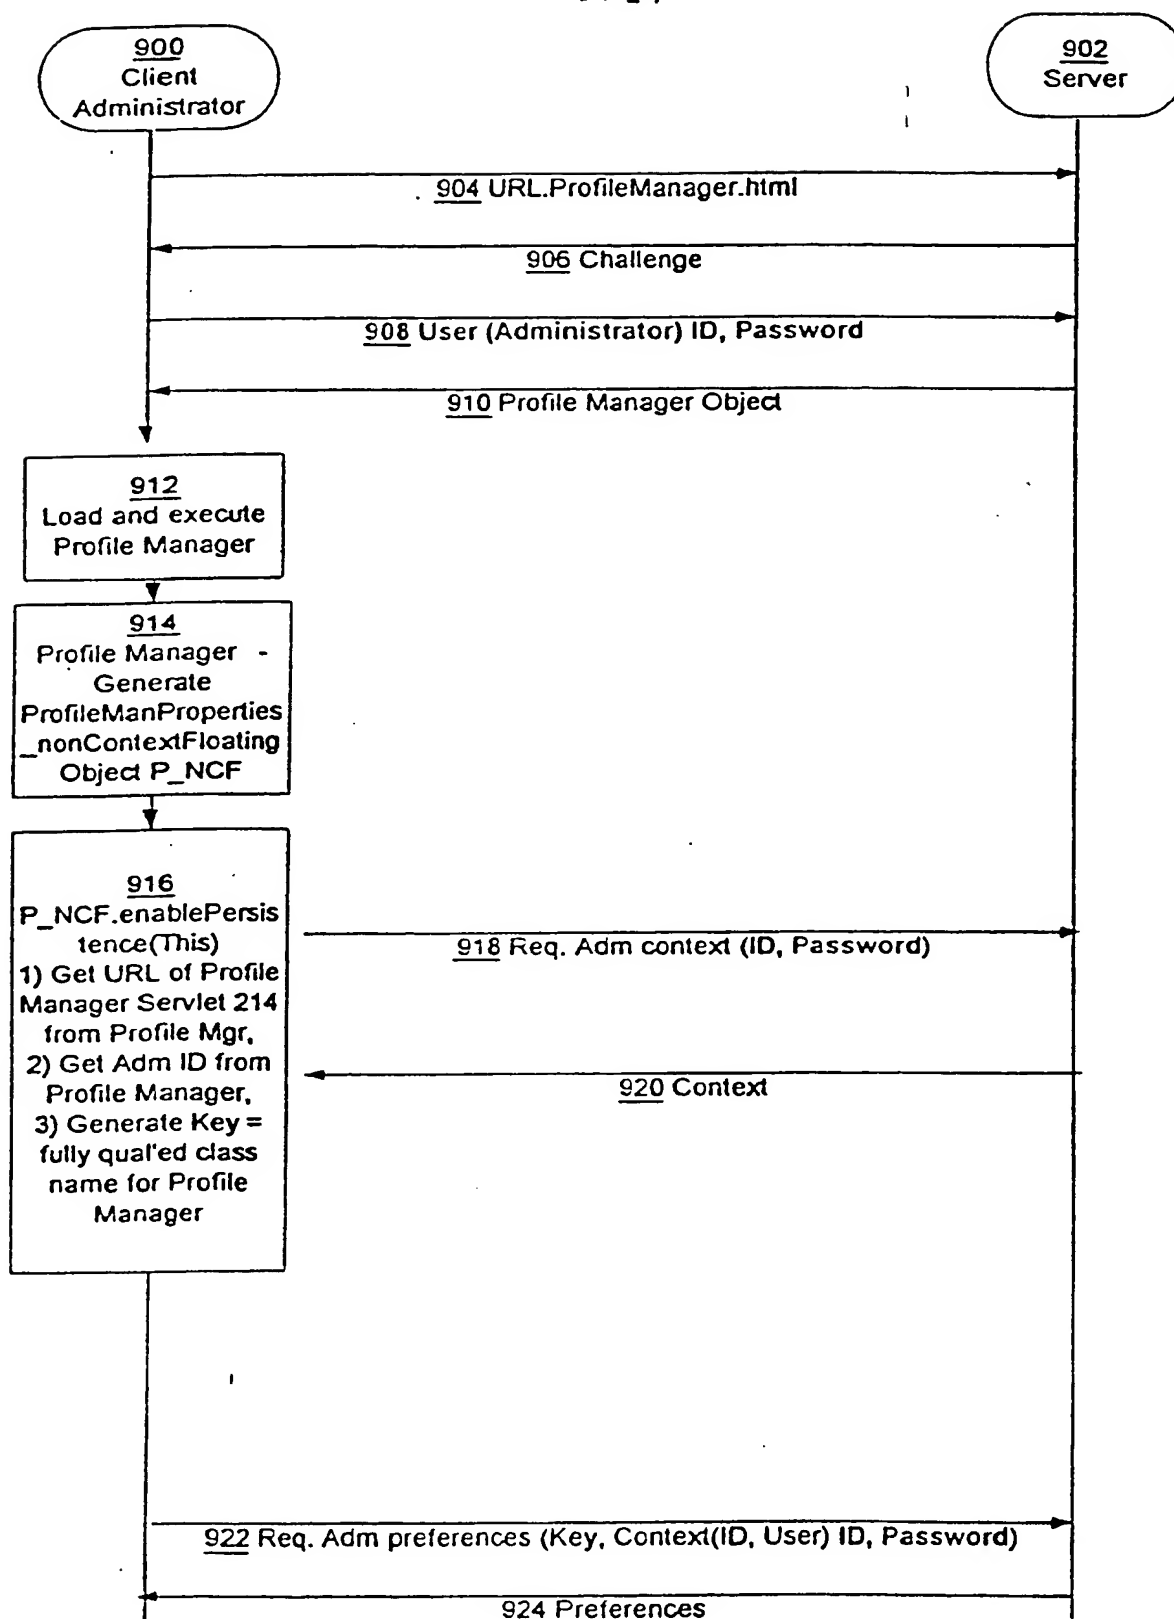 900
Client
Administrator
902
Server
904 URL.ProfileManager.html
906 Challenge
908 User (Administrator) ID, Password
910 Profile Manager Object
912
Load and execute
Profile Manager
914
Profile Manager -
Generate
ProfileManProperties
_nonContextFloating
Object P_NCF
916
P_NCF.enablePersis
tence(This)
1) Get URL of Profile
Manager Servlet 214
from Profile Mgr,
2) Get Adm ID from
Profile Manager,
3) Generate Key =
fully qual'ed class
name for Profile
Manager
918 Req. Adm context (ID, Password)
920 Context
922 Req. Adm preferences (Key, Context(ID, User) ID, Password)
924 Preferences